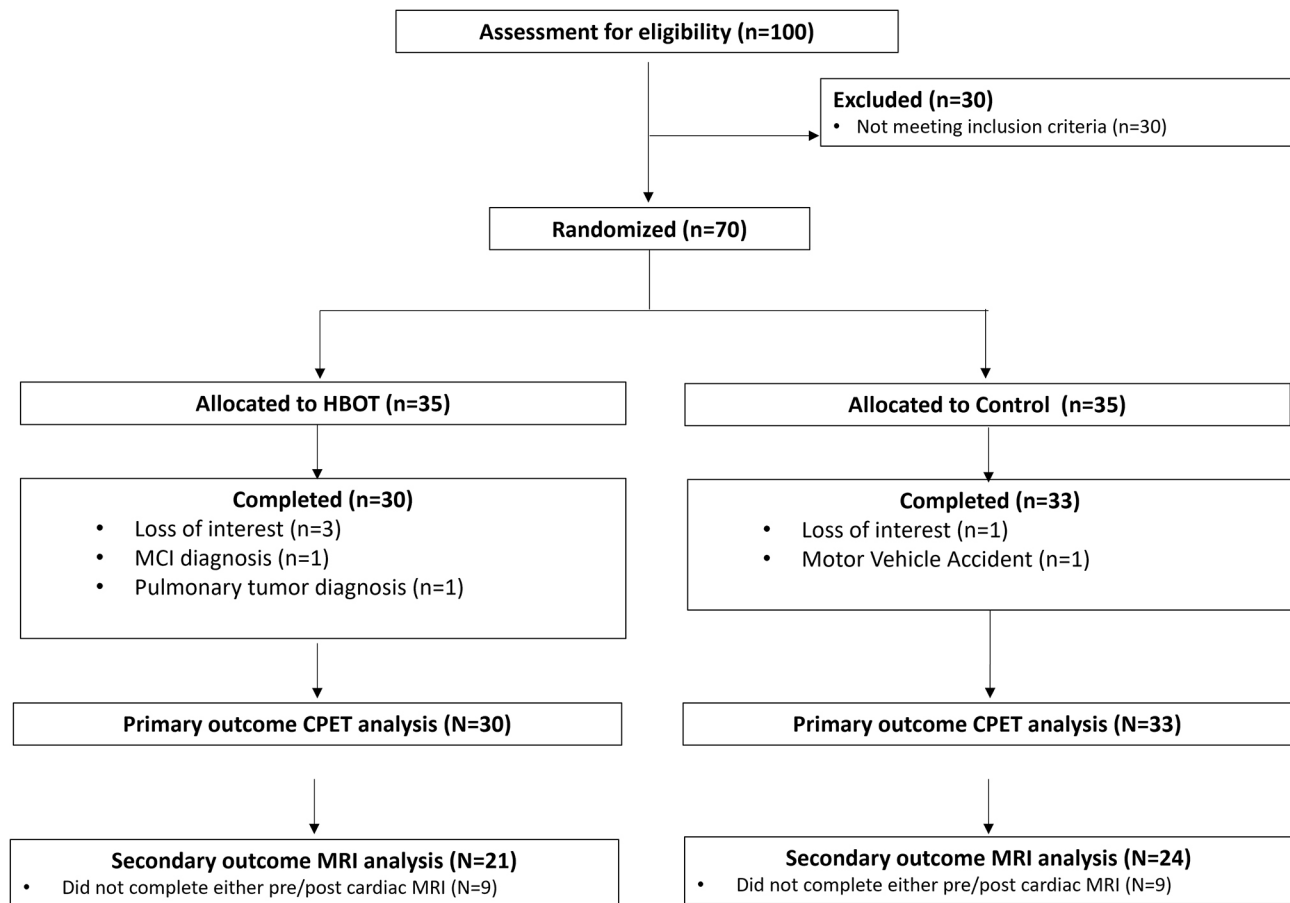 Assessment for eligibility (n=100)
Excluded (n=30)
• Not meeting inclusion criteria (n=30)
Randomized (n=70)
Allocated to HBOT (n=35)
Allocated to Control (n=35)
Completed (n=30)
• Loss of interest (n=3)
• MCI diagnosis (n=1)
• Pulmonary tumor diagnosis (n=1)
Completed (n=33)
• Loss of interest (n=1)
• Motor Vehicle Accident (n=1)
Primary outcome CPET analysis (N=30)
Primary outcome CPET analysis (N=33)
Secondary outcome MRI analysis (N=21)
• Did not complete either pre/post cardiac MRI (N=9)
Secondary outcome MRI analysis (N=24)
• Did not complete either pre/post cardiac MRI (N=9)